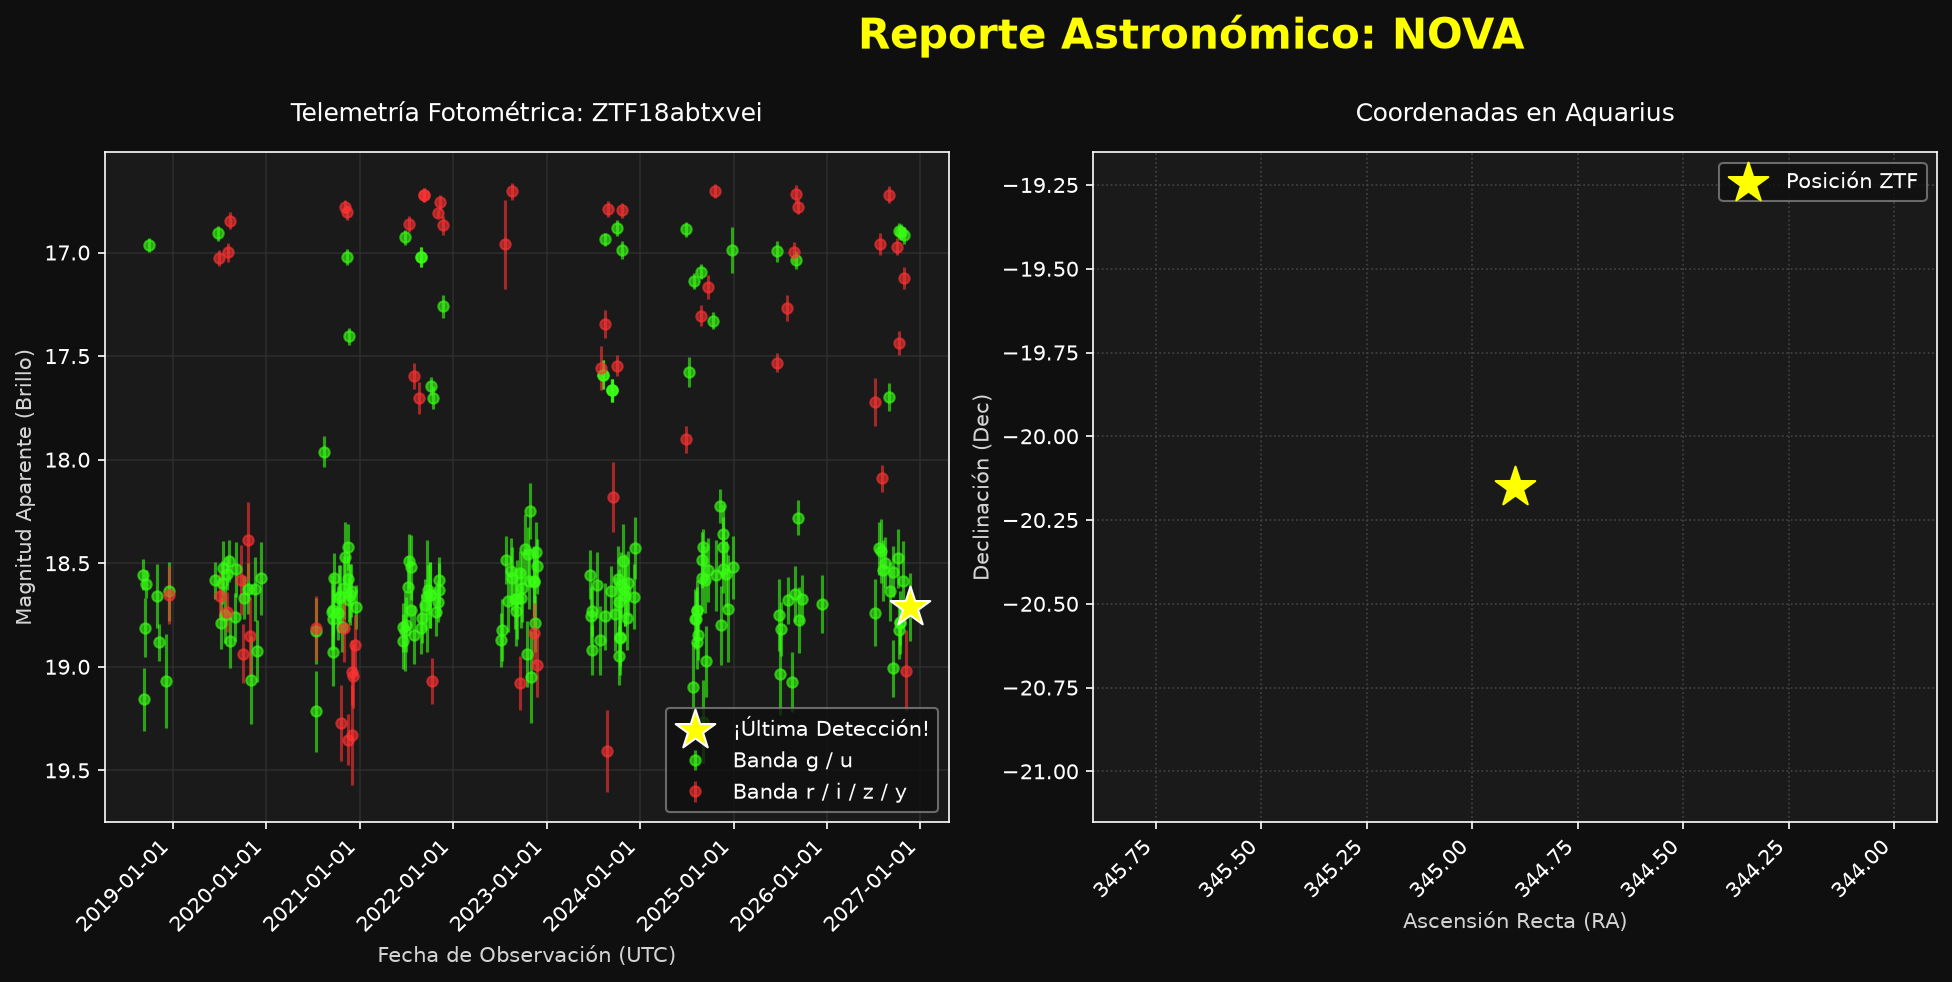 Reporte Astronómico: NOVA
Telemetría Fotométrica: ZTF18abtxvei
Magnitud Aparente (Brillo)
17.0
17.5
18.0
18.5
19.0
19.5
¡Última Detección!
Banda g / u
Banda r / i / z / y
2019-01-01
2020-01-01
2021-01-01
2022-01-01
2023-01-01
2024-01-01
2025-01-01
2026-01-01
2027-01-01
Fecha de Observación (UTC)
Coordenadas en Aquarius
Declinación (Dec)
−19.25
−19.50
−19.75
−20.00
−20.25
−20.50
−20.75
−21.00
Posición ZTF
345.75
345.50
345.25
345.00
344.75
344.50
344.25
344.00
Ascensión Recta (RA)